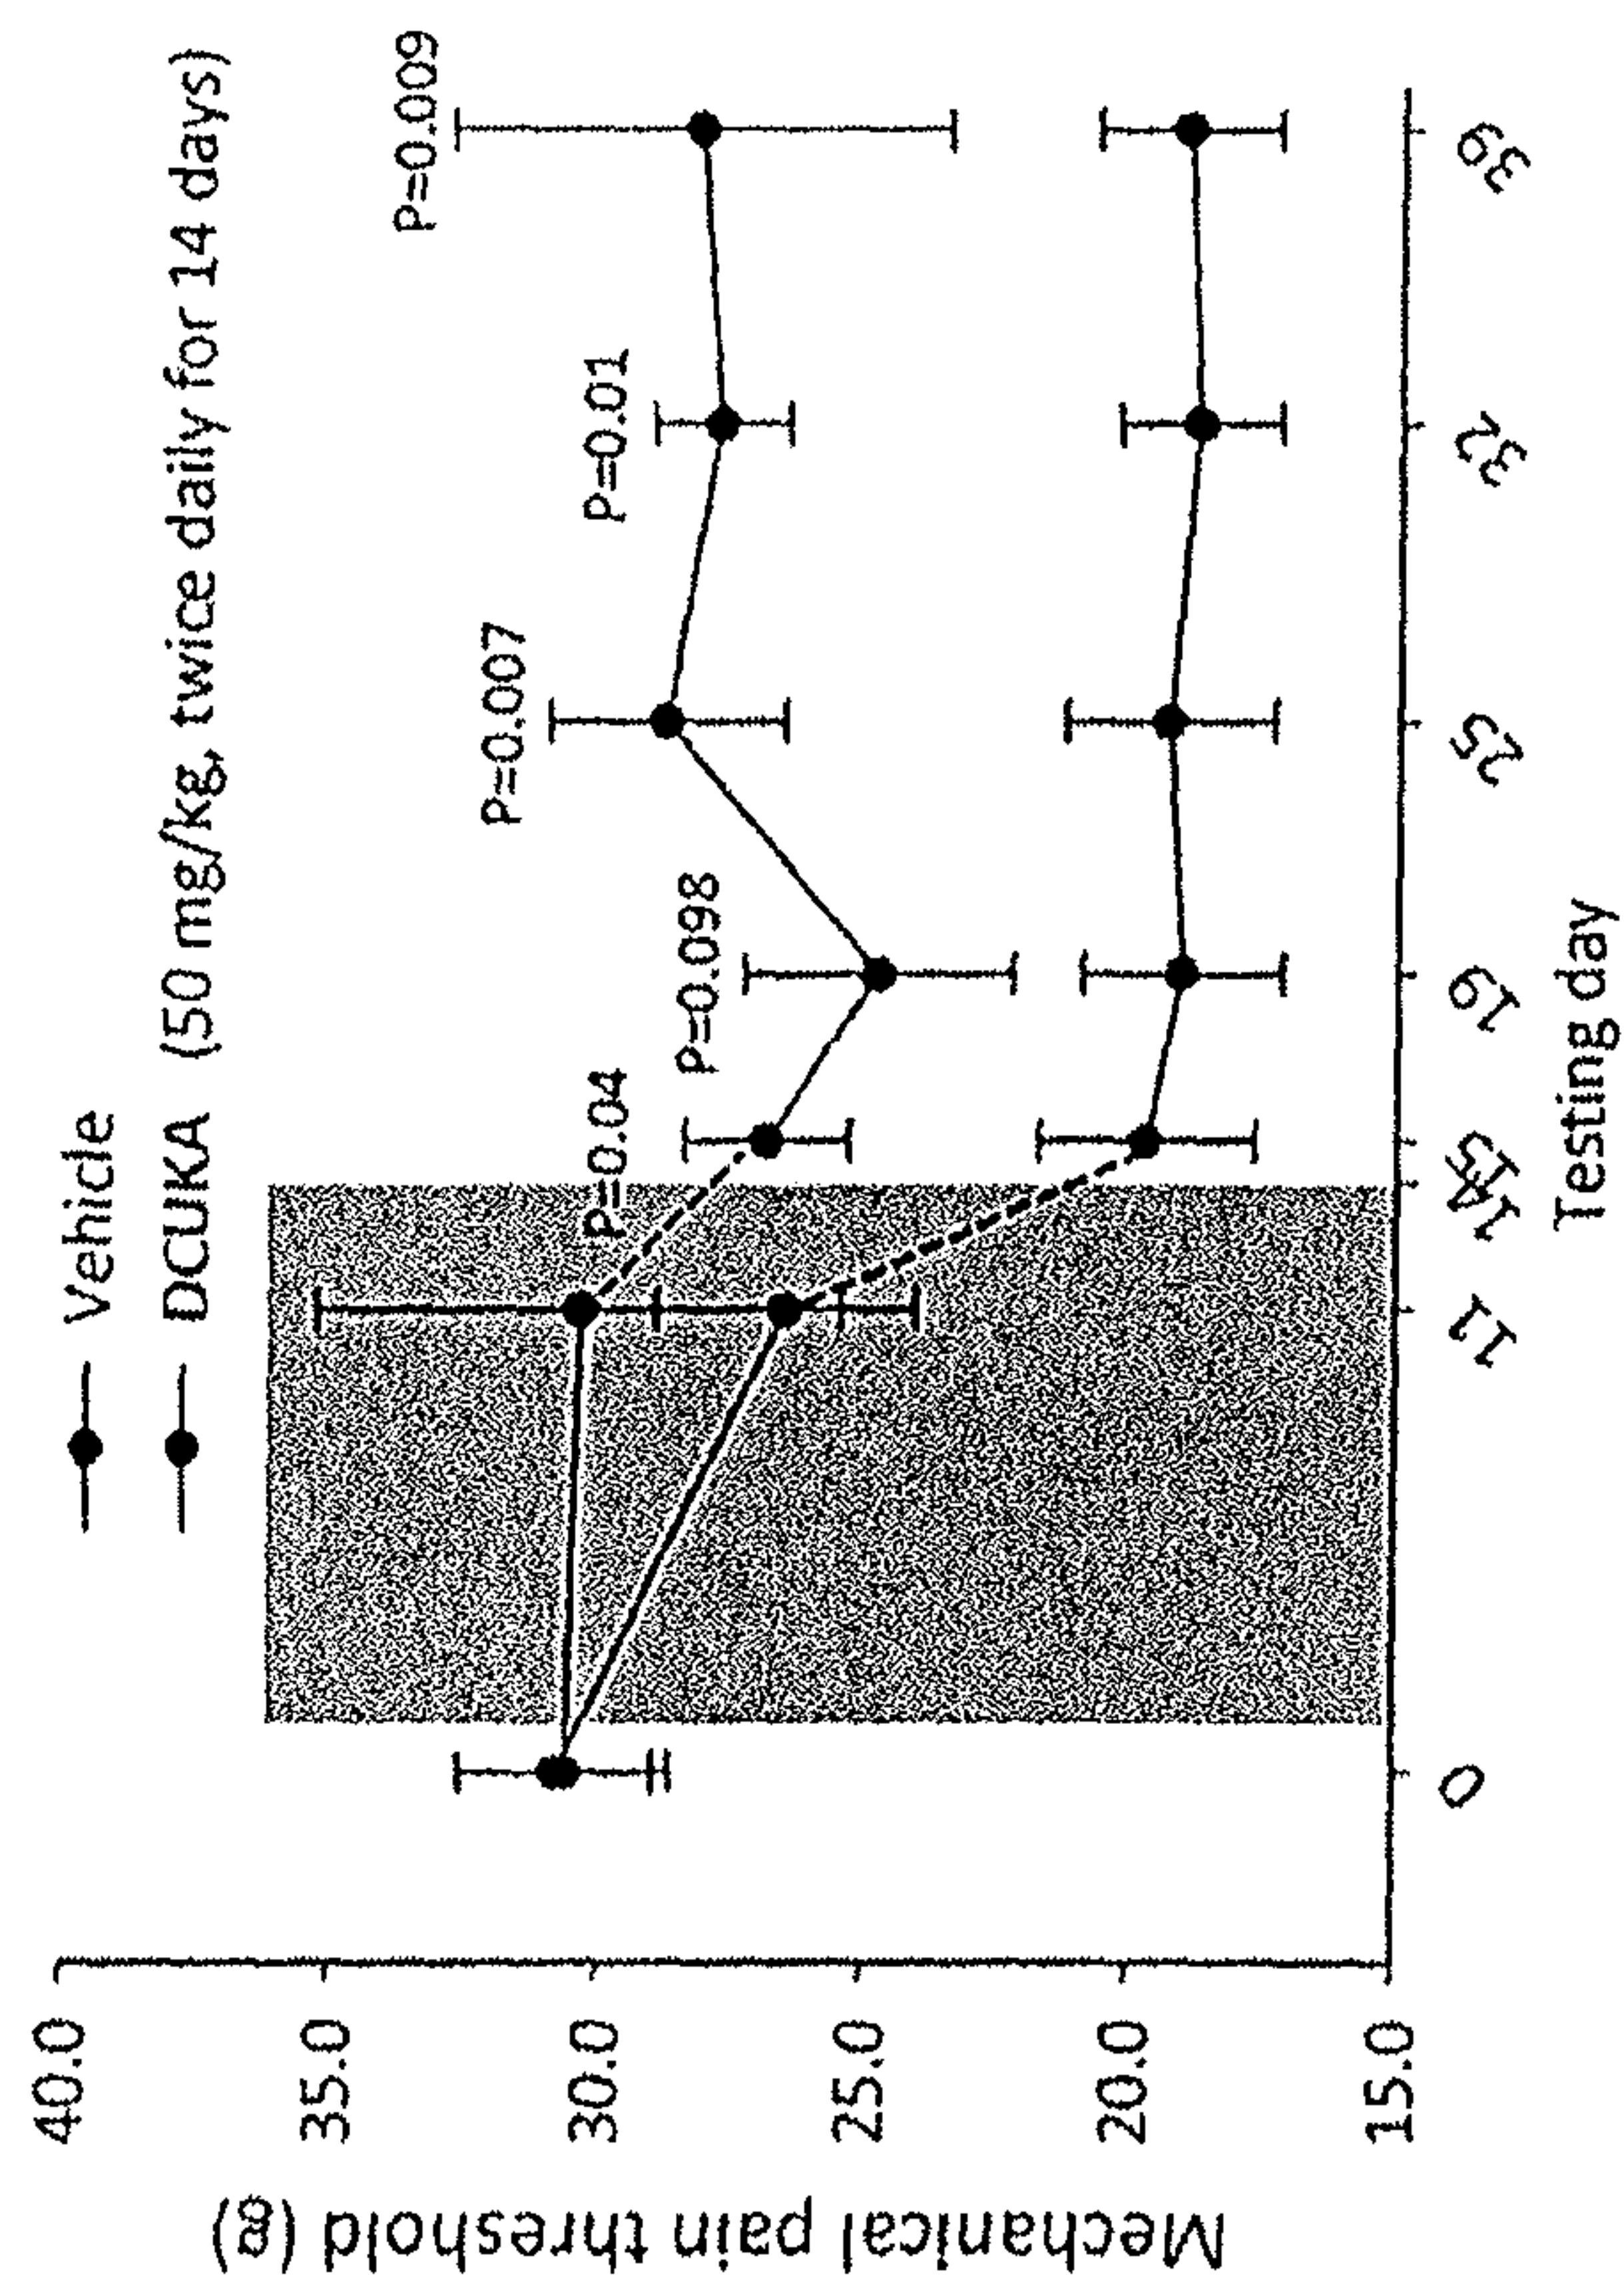 Vehicle
DCUKA (50 mg/kg, twice daily for 14 days)
P=0.04
P=0.098
P=0.007
P=0.01
P=0.009
40.0
35.0
30.0
25.0
20.0
15.0
Mechanical pain threshold (g)
0
11
14
15
19
25
32
39
Testing day